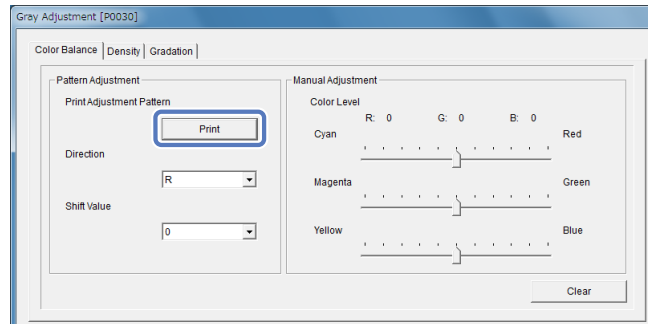 Gray Adjustment [P0030]
Color Balance Density Gradation
Pattern Adjustment
Print Adjustment Pattern
Print
Direction
R
Shift Value
0
Manual Adjustment
Color Level
R: 0 G: 0 B: 0
Cyan Red
Magenta Green
Yellow Blue
Clear